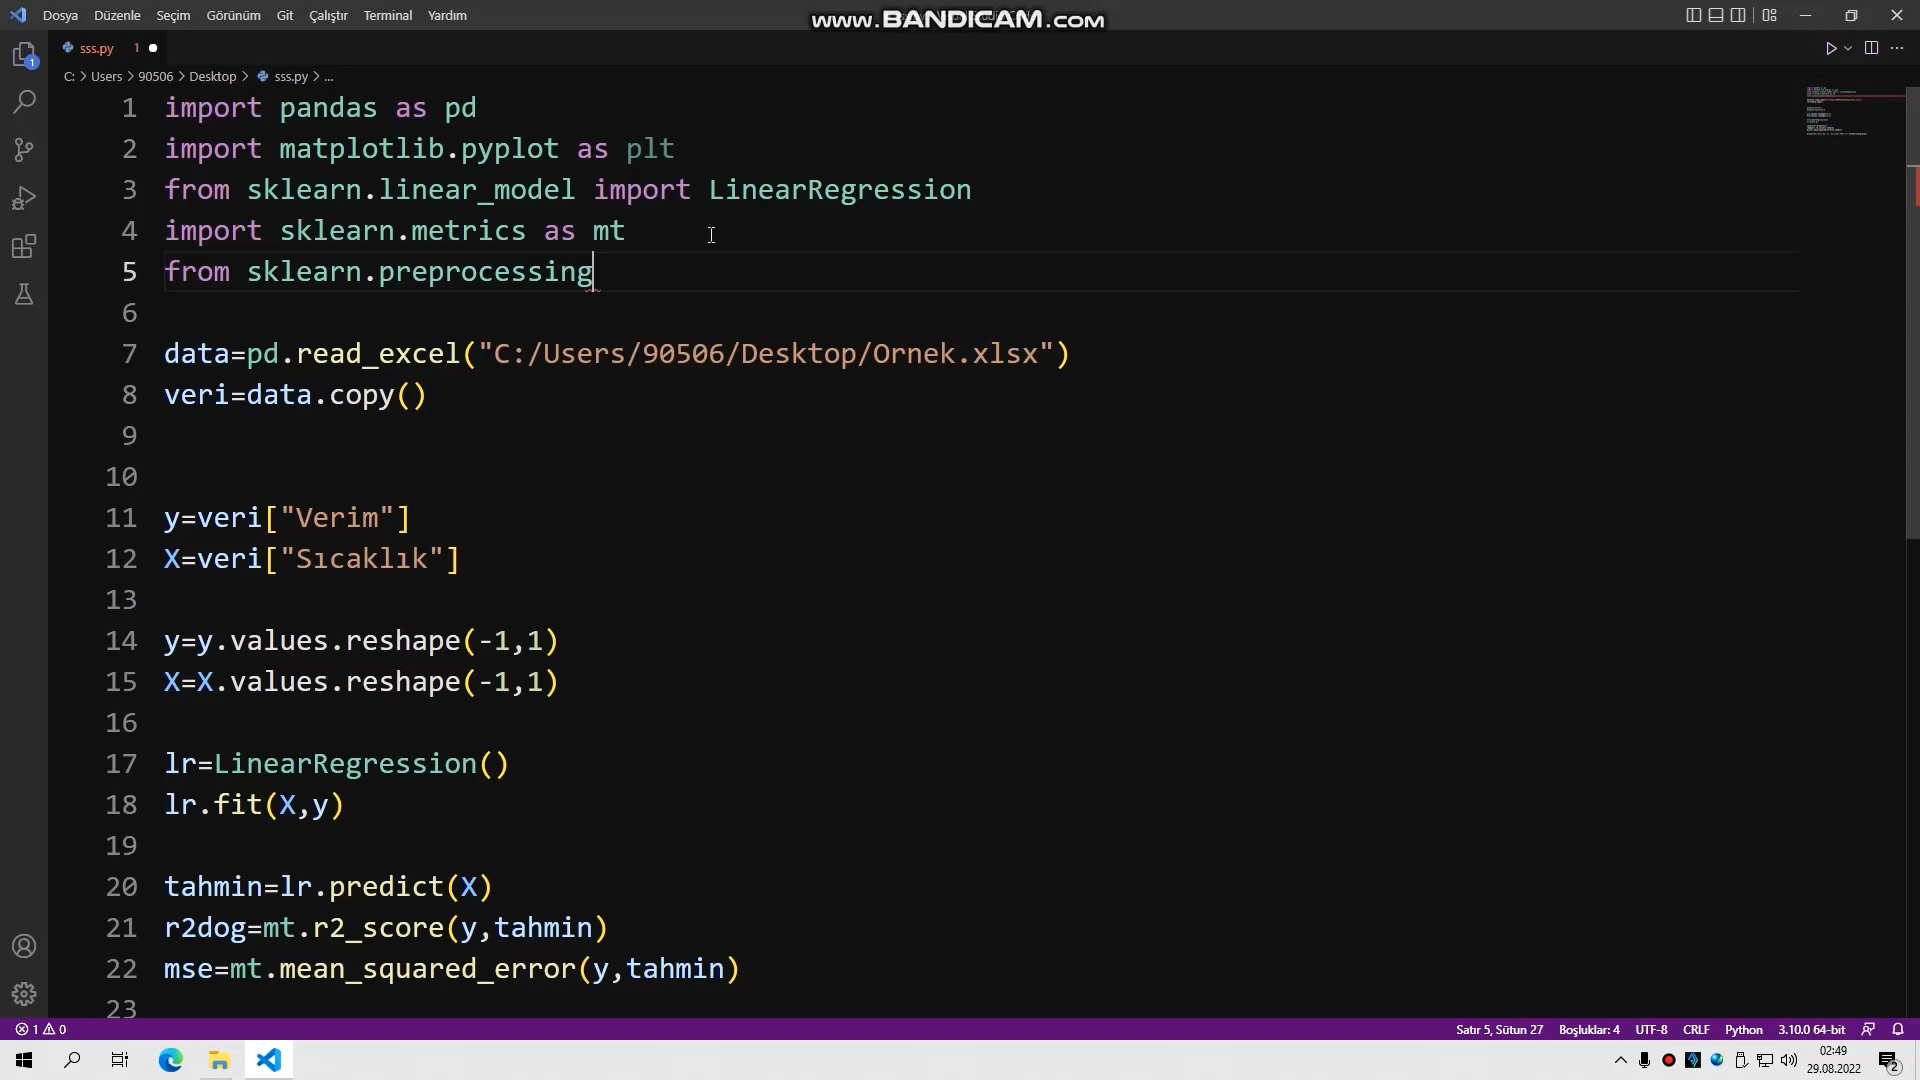 Dosya Düzenle Seçim Görünüm Git Çalıştır Terminal Yardım
www.BANDICAM.com
sss.py 1
C: > Users > 90506 > Desktop > sss.py > ...
1 import pandas as pd
2 import matplotlib.pyplot as plt
3 from sklearn.linear_model import LinearRegression
4 import sklearn.metrics as mt
5 from sklearn.preprocessing
6
7 data=pd.read_excel("C:/Users/90506/Desktop/Ornek.xlsx")
8 veri=data.copy()
9
10
11 y=veri["Verim"]
12 X=veri["Sıcaklık"]
13
14 y=y.values.reshape(-1,1)
15 X=X.values.reshape(-1,1)
16
17 lr=LinearRegression()
18 lr.fit(X,y)
19
20 tahmin=lr.predict(X)
21 r2dog=mt.r2_score(y,tahmin)
22 mse=mt.mean_squared_error(y,tahmin)
23
1 0 Satır 5, Sütun 27 Boşluklar: 4 UTF-8 CRLF Python 3.10.0 64-bit
02:49
29.08.2022
2